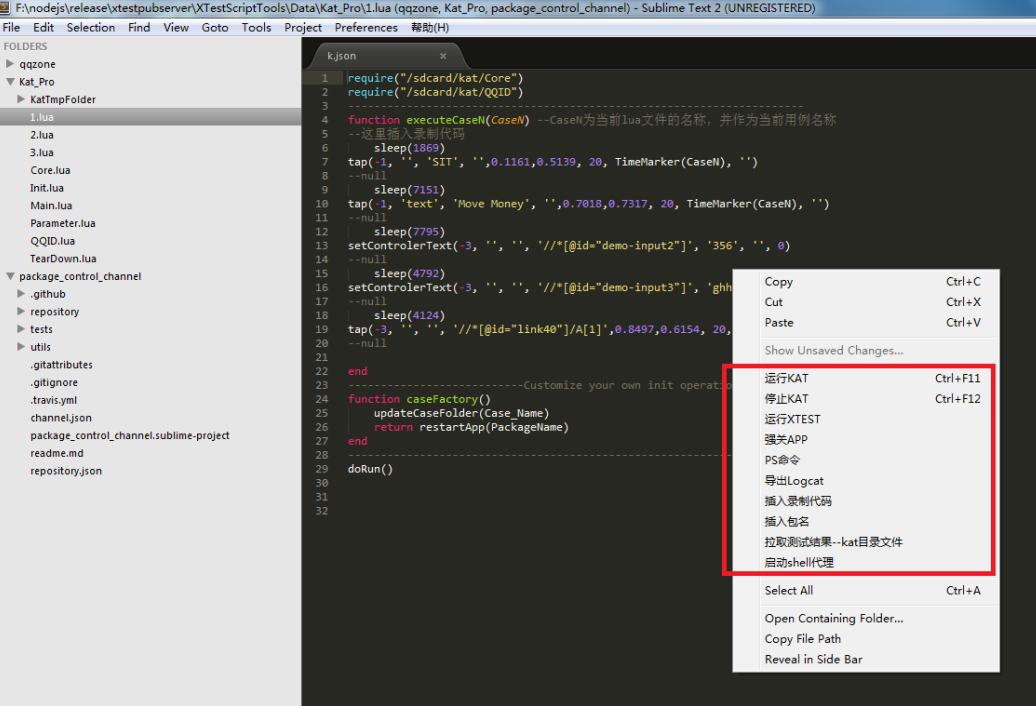 F:\nodejs\release\xtestpubserver\XTestScriptTools\Data\Kat_Pro\1.lua (qqzone, Kat_Pro, package_control_channel) - Sublime Text 2 (UNREGISTERED)
File Edit Selection Find View Goto Tools Project Preferences 帮助(H)
FOLDERS
qqzone
Kat_Pro
KatTmpFolder
1.lua
2.lua
3.lua
Core.lua
Init.lua
Main.lua
Parameter.lua
QQID.lua
TearDown.lua
package_control_channel
.github
repository
tests
utils
.gitattributes
.gitignore
.travis.yml
channel.json
package_control_channel.sublime-project
readme.md
repository.json
k.json ×
1 require("/sdcard/kat/Core")
2 require("/sdcard/kat/QQID")
3 ----------------------------------------------------------------------
4 function executeCaseN(CaseN) --CaseN为当前lua文件的名称，并作为当前用例名称
5 --这里插入录制代码
6 sleep(1869)
7 tap(-1, '', 'SIT', '',0.1161,0.5139, 20, TimeMarker(CaseN), '')
8 --null
9 sleep(7151)
10 tap(-1, 'text', 'Move Money', '',0.7018,0.7317, 20, TimeMarker(CaseN), '')
11 --null
12 sleep(7795)
13 setControlerText(-3, '', '', '//*[@id="demo-input2"]', '356', '', 0)
14 --null
15 sleep(4792)
16 setControlerText(-3, '', '', '//*[@id="demo-input3"]', 'ghh
17 --null
18 sleep(4124)
19 tap(-3, '', '', '//*[@id="link40"]/A[1]',0.8497,0.6154, 20,
20 --null
21
22 end
23 ---------------------------Customize your own init operatio
24 function caseFactory()
25 updateCaseFolder(Case_Name)
26 return restartApp(PackageName)
27 end
28 -----------------------------------------------------------
29 doRun()
30
31
32
Copy Ctrl+C
Cut Ctrl+X
Paste Ctrl+V
Show Unsaved Changes...
运行KAT Ctrl+F11
停止KAT Ctrl+F12
运行XTEST
强关APP
PS命令
导出Logcat
插入录制代码
插入包名
拉取测试结果--kat目录文件
启动shell代理
Select All Ctrl+A
Open Containing Folder...
Copy File Path
Reveal in Side Bar